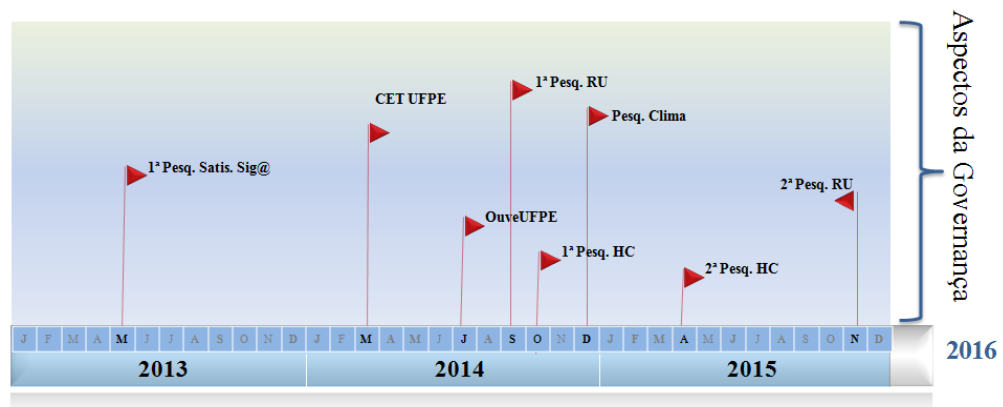 1ª Pesq. RU
CET UFPE
Pesq. Clima
1ª Pesq. Satis. Sig@
2ª Pesq. RU
OuveUFPE
1ª Pesq. HC
2ª Pesq. HC
Aspectos da Governança
J F M A M J J A S O N D J F M A M J J A S O N D J F M A M J J A S O N D
2013 2014 2015 2016